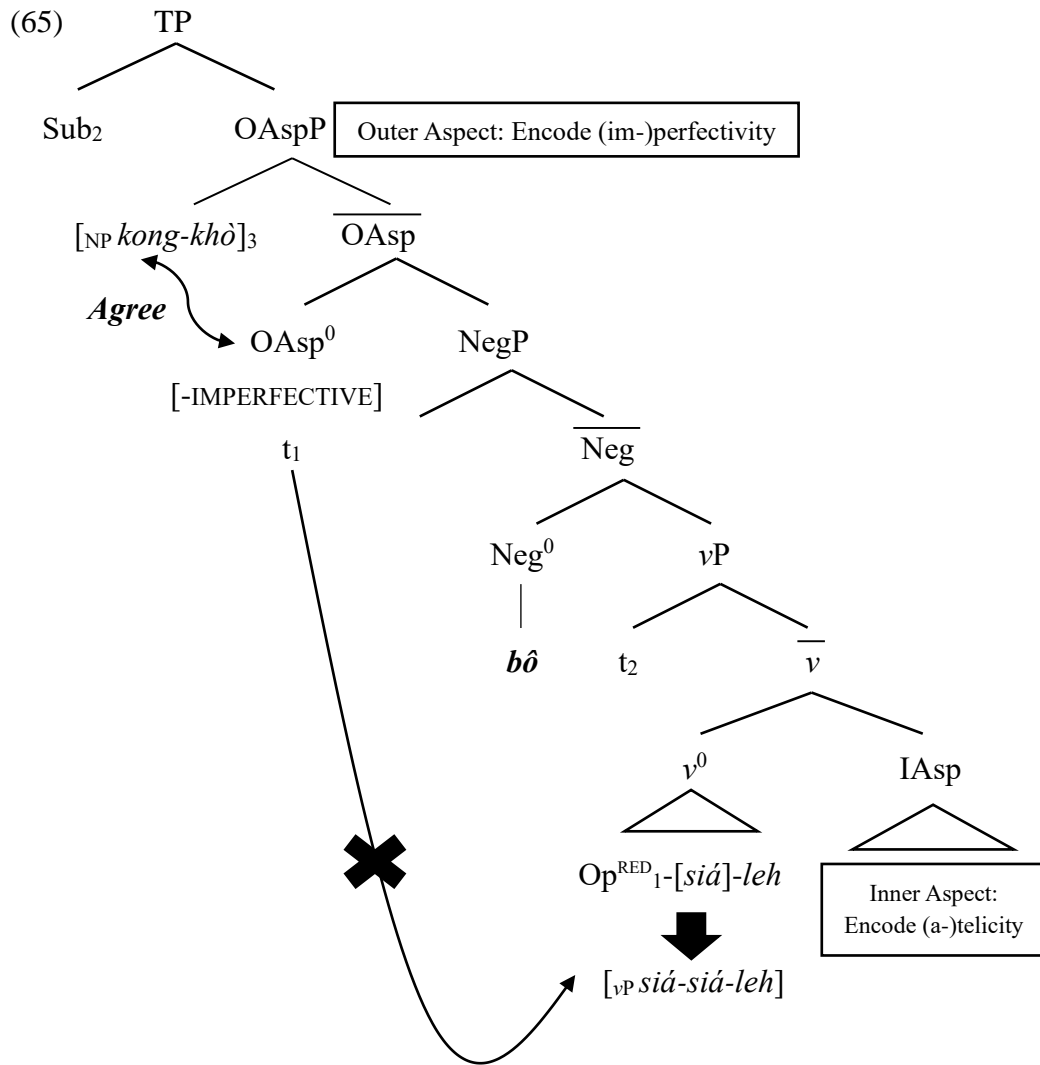 (65) TP
Sub₂ OAspP Outer Aspect: Encode (im-)perfectivity
[NP kong-khò]₃ OAsp
Agree
OAsp⁰ NegP
[-IMPERFECTIVE]
t₁ Neg
Neg⁰ vP
bô t₂ v
v⁰ IAsp
Opᴿᴱᴰ₁-[siá]-leh
Inner Aspect:
Encode (a-)telicity
[vP siá-siá-leh]